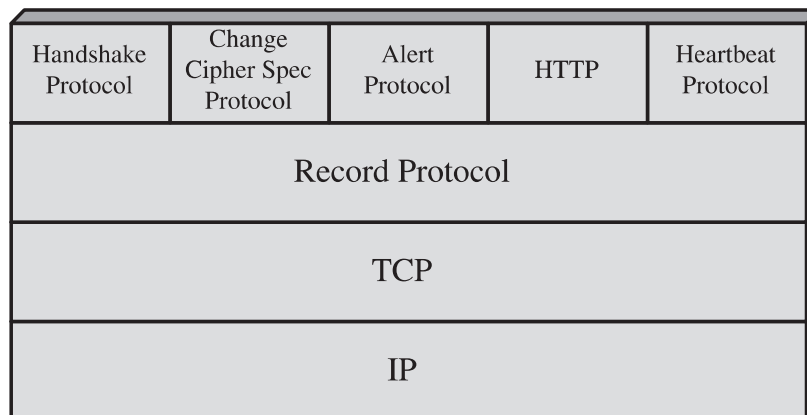 Handshake
Protocol
Change
Cipher Spec
Protocol
Alert
Protocol
HTTP
Heartbeat
Protocol
Record Protocol
TCP
IP